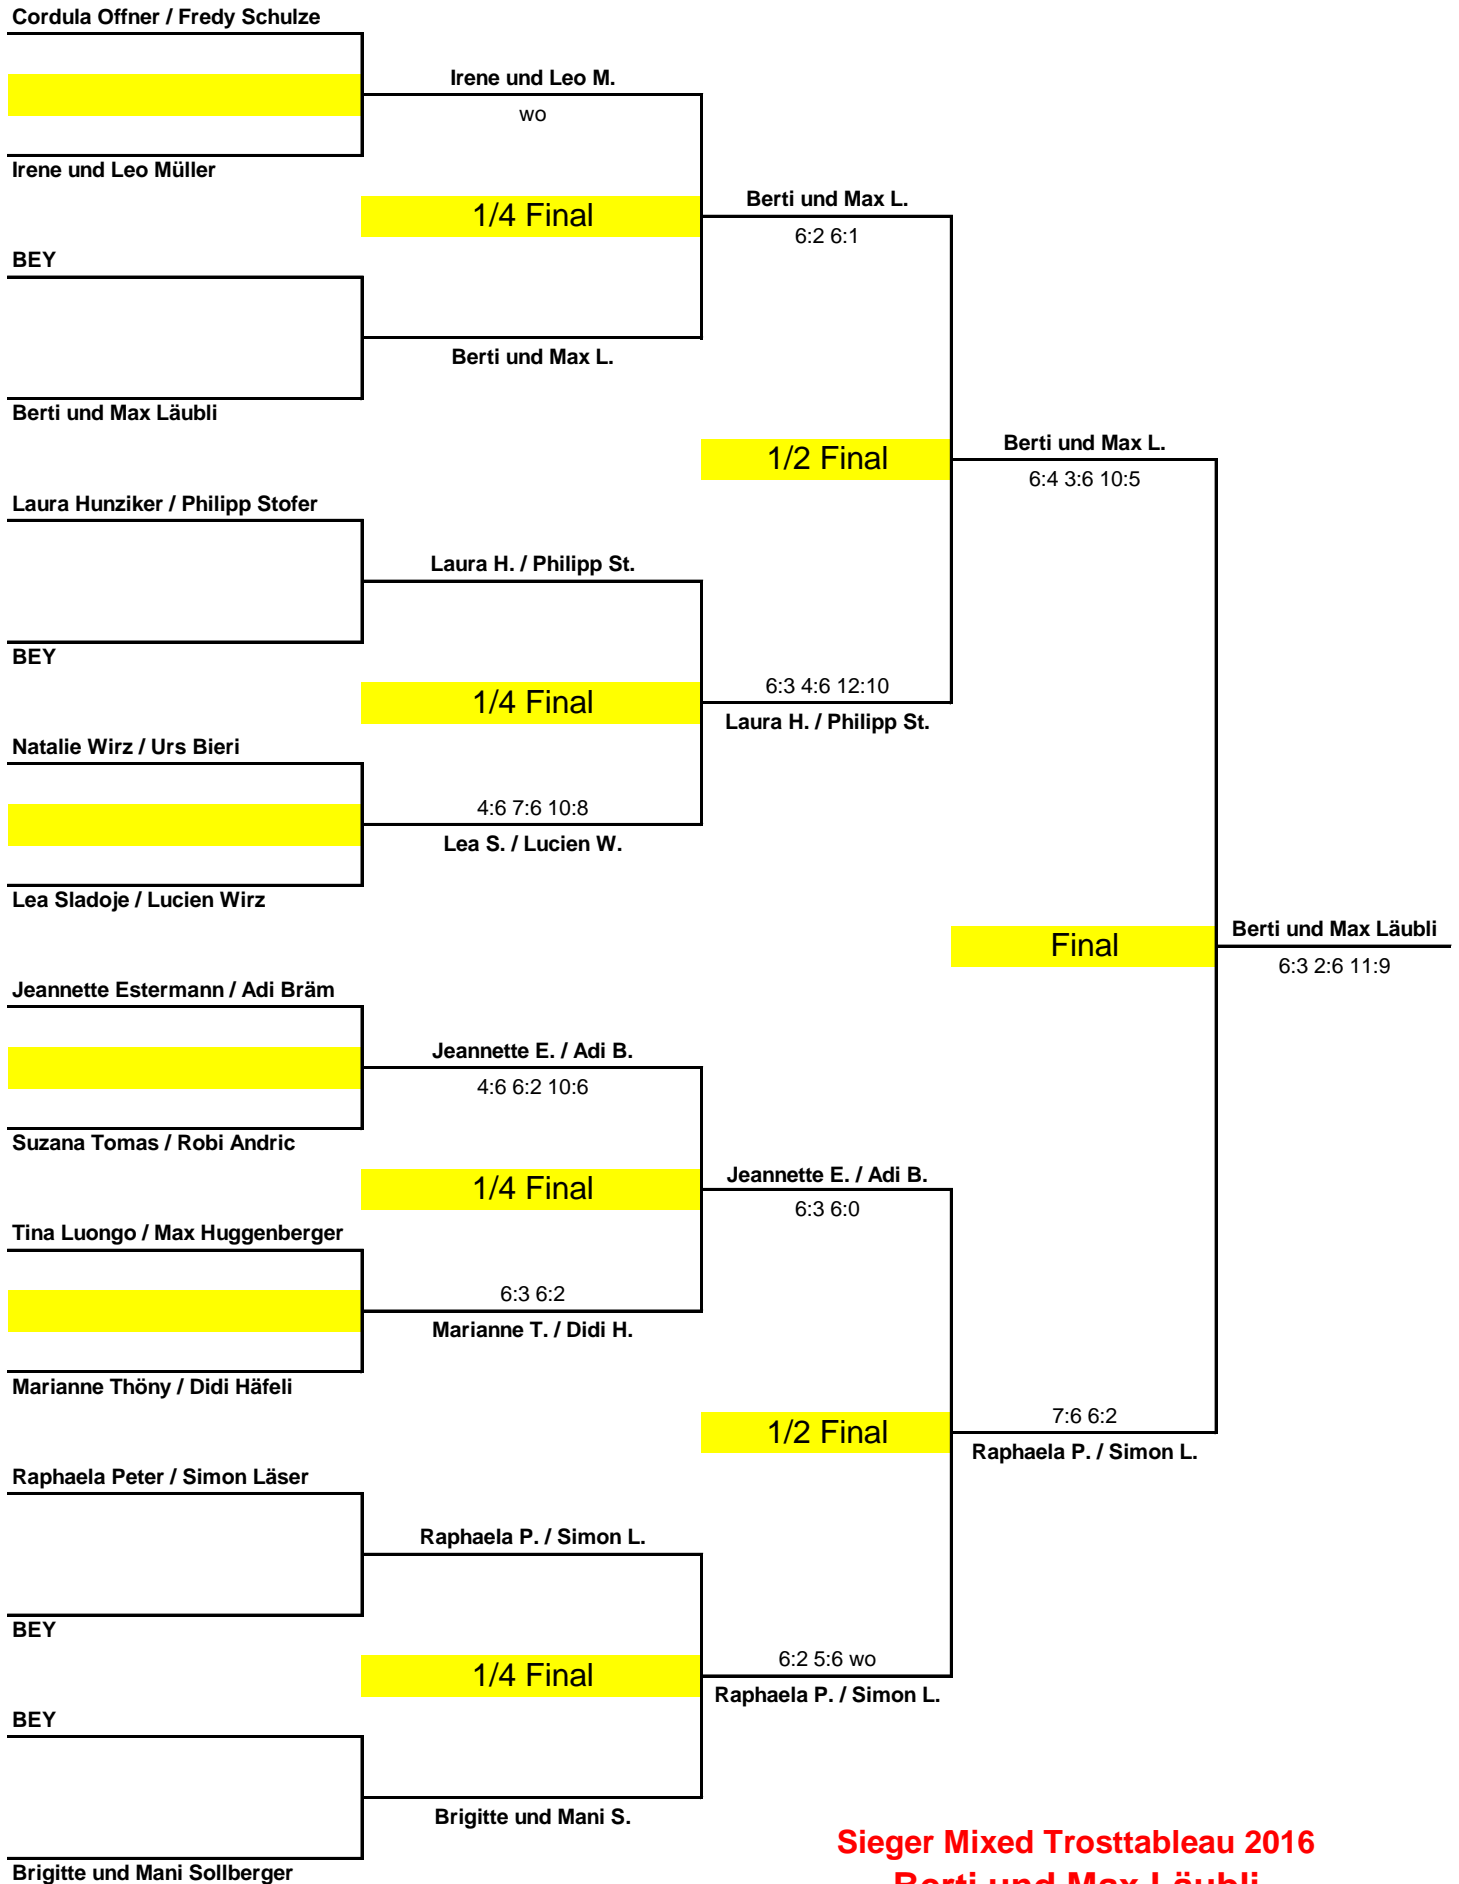 Cordula Offner / Fredy Schulze
Irene und Leo M.
wo
Irene und Leo Müller
1/4 Final
Berti und Max L.
6:2 6:1
BEY
Berti und Max L.
Berti und Max Läubli
1/2 Final
Berti und Max L.
6:4 3:6 10:5
Laura Hunziker / Philipp Stofer
Laura H. / Philipp St.
BEY
1/4 Final
6:3 4:6 12:10
Laura H. / Philipp St.
Natalie Wirz / Urs Bieri
4:6 7:6 10:8
Lea S. / Lucien W.
Lea Sladoje / Lucien Wirz
Final
Berti und Max Läubli
6:3 2:6 11:9
Jeannette Estermann / Adi Bräm
Jeannette E. / Adi B.
4:6 6:2 10:6
Suzana Tomas / Robi Andric
1/4 Final
Jeannette E. / Adi B.
6:3 6:0
Tina Luongo / Max Huggenberger
6:3 6:2
Marianne T. / Didi H.
Marianne Thöny / Didi Häfeli
1/2 Final
7:6 6:2
Raphaela P. / Simon L.
Raphaela Peter / Simon Läser
Raphaela P. / Simon L.
BEY
1/4 Final
6:2 5:6 wo
Raphaela P. / Simon L.
BEY
Brigitte und Mani S.
Brigitte und Mani Sollberger
Sieger Mixed Trosttableau 2016
Berti und Max Läubli